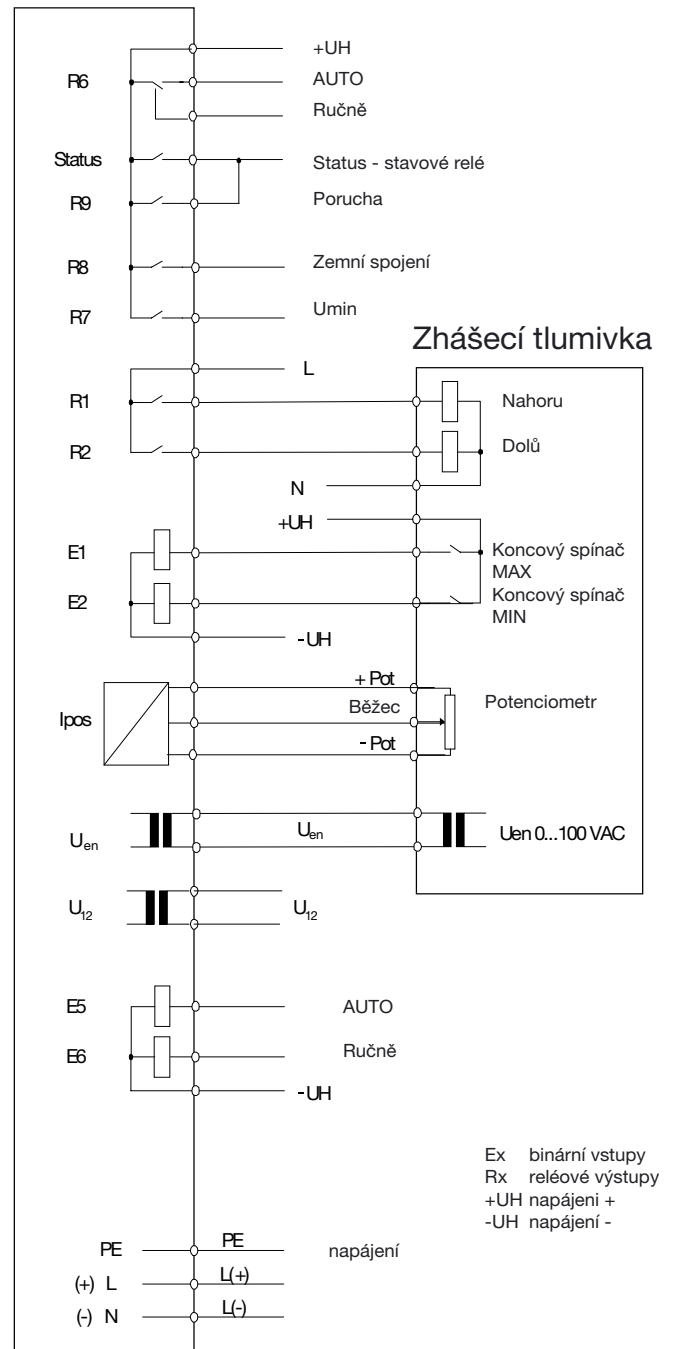 +UH
R6 AUTO
Ručně
Status Status - stavové relé
R9 Porucha
R8 Zemní spojení
R7 Umin
Zhášecí tlumivka
L
R1 Nahoru
R2 Dolů
N
+UH
E1 Koncový spínač
MAX
E2 Koncový spínač
MIN
- UH
+ Pot
Ipos Běžec Potenciometr
- Pot
Uen Uen Uen 0...100 VAC
U12 U12
E5 AUTO
E6 Ručně
- UH
Ex binární vstupy
Rx reléové výstupy
+UH napájeni +
-UH napájení -
PE PE napájení
(+) L L(+)
(-) N L(-)